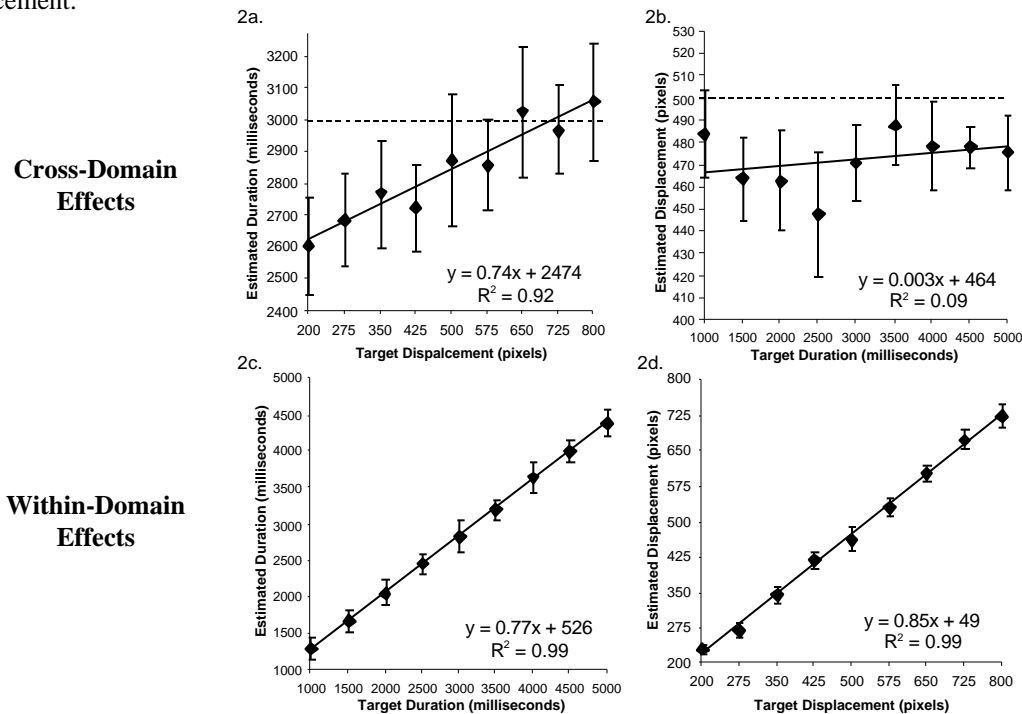 cement.
2a.
2b.
Cross-Domain
Effects
Estimated Duration (milliseconds)
3200
3100
3000
2900
2800
2700
2600
2500
2400
y = 0.74x + 2474
R² = 0.92
200 275 350 425 500 575 650 725 800
Target Dispalcement (pixels)
Estimated Displacement (pixels)
530
520
510
500
490
480
470
460
450
440
430
420
410
400
y = 0.003x + 464
R² = 0.09
1000 1500 2000 2500 3000 3500 4000 4500 5000
Target Duration (milliseconds)
2c.
2d.
Within-Domain
Effects
Estimated Duration (milliseconds)
5000
4500
4000
3500
3000
2500
2000
1500
1000
y = 0.77x + 526
R² = 0.99
1000 1500 2000 2500 3000 3500 4000 4500 5000
Target Duration (milliseconds)
Estimated Displacement (pixels)
800
725
650
575
500
425
350
275
200
y = 0.85x + 49
R² = 0.99
200 275 350 425 500 575 650 725 800
Target Displacement (pixels)